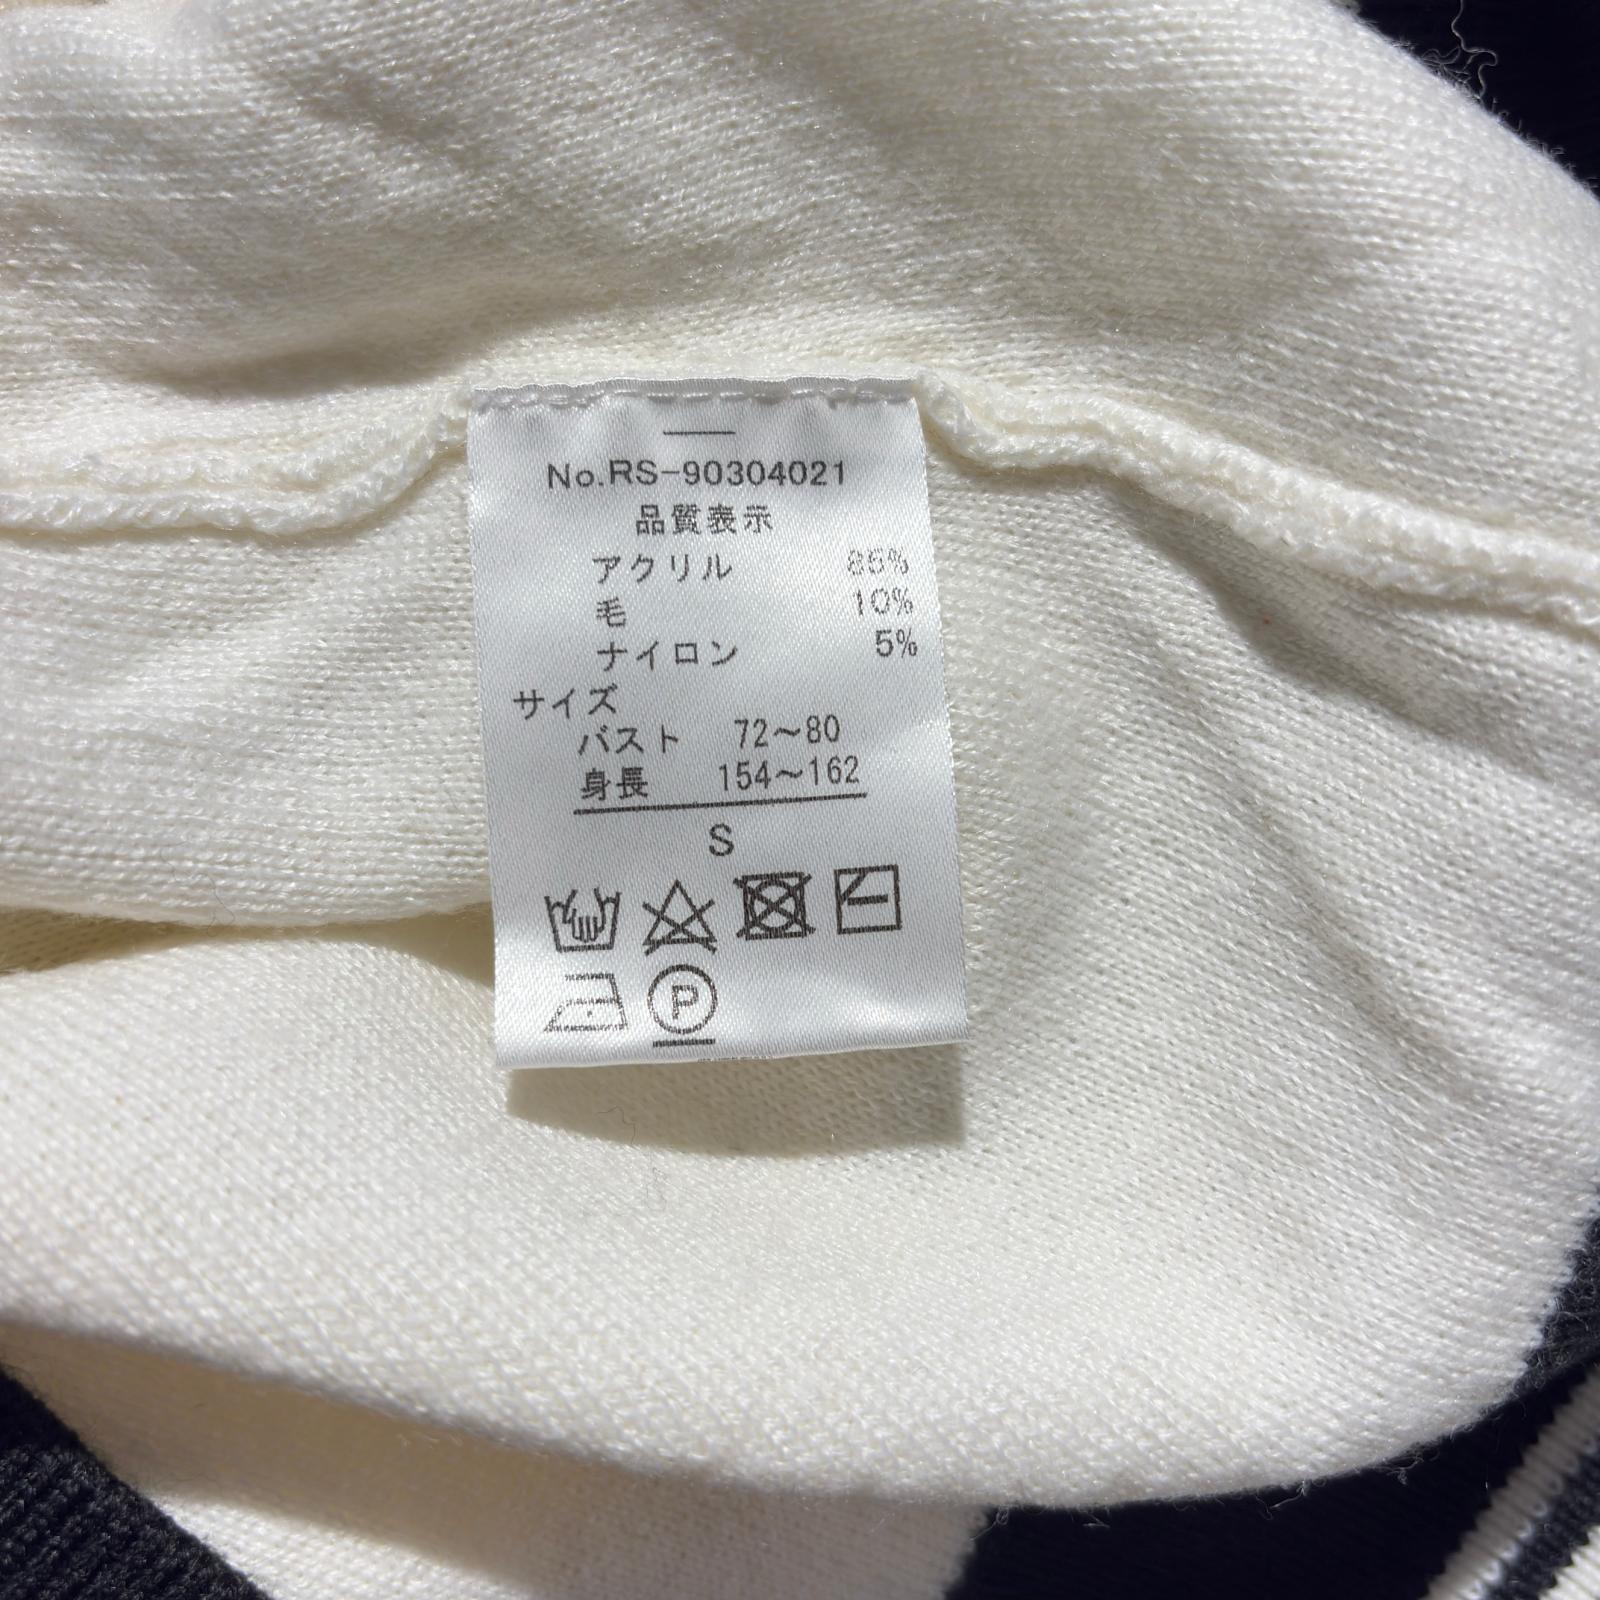 No.RS-90304021
品質表示
アクリル 85%
毛 10%
ナイロン 5%
サイズ
バスト 72～80
身長 154～162
S
P